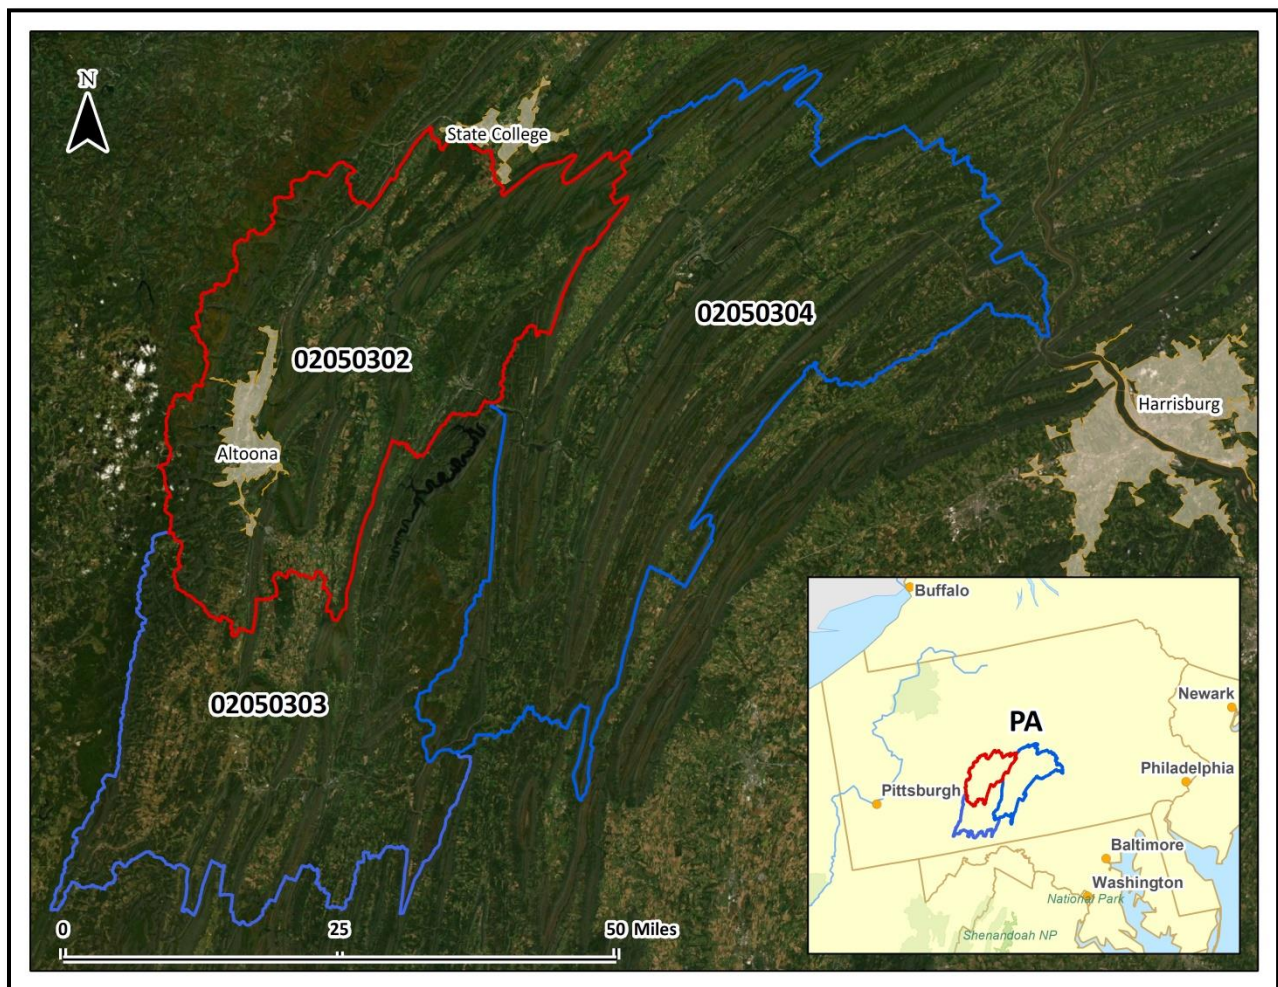 N
State College
02050304
02050302
Harrisburg
Altoona
02050303
0
25
50 Miles
Buffalo
Newark
PA
Philadelphia
Pittsburgh
Baltimore
Washington
National Park
Shenandoah NP